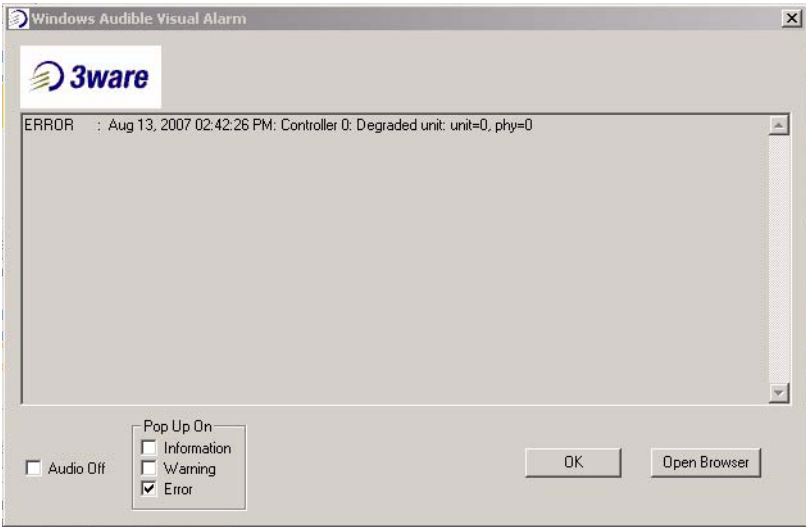 Windows Audible Visual Alarm
3ware
ERROR : Aug 13, 2007 02:42:26 PM: Controller 0: Degraded unit: unit=0, phy=0
Pop Up On
Information
Audio Off
Warning
Error
OK
Open Browser